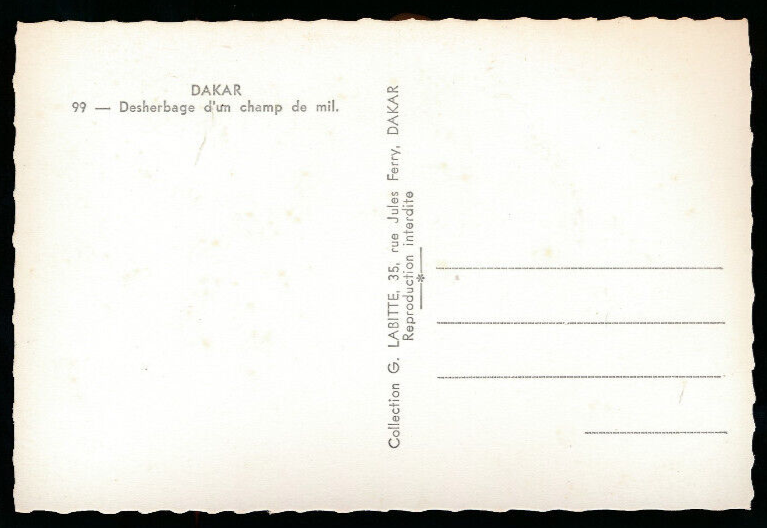 DAKAR
99 — Desherbage d'un champ de mil.
Collection G. LABITTE, 35, rue Jules Ferry, DAKAR
Reproduction interdite